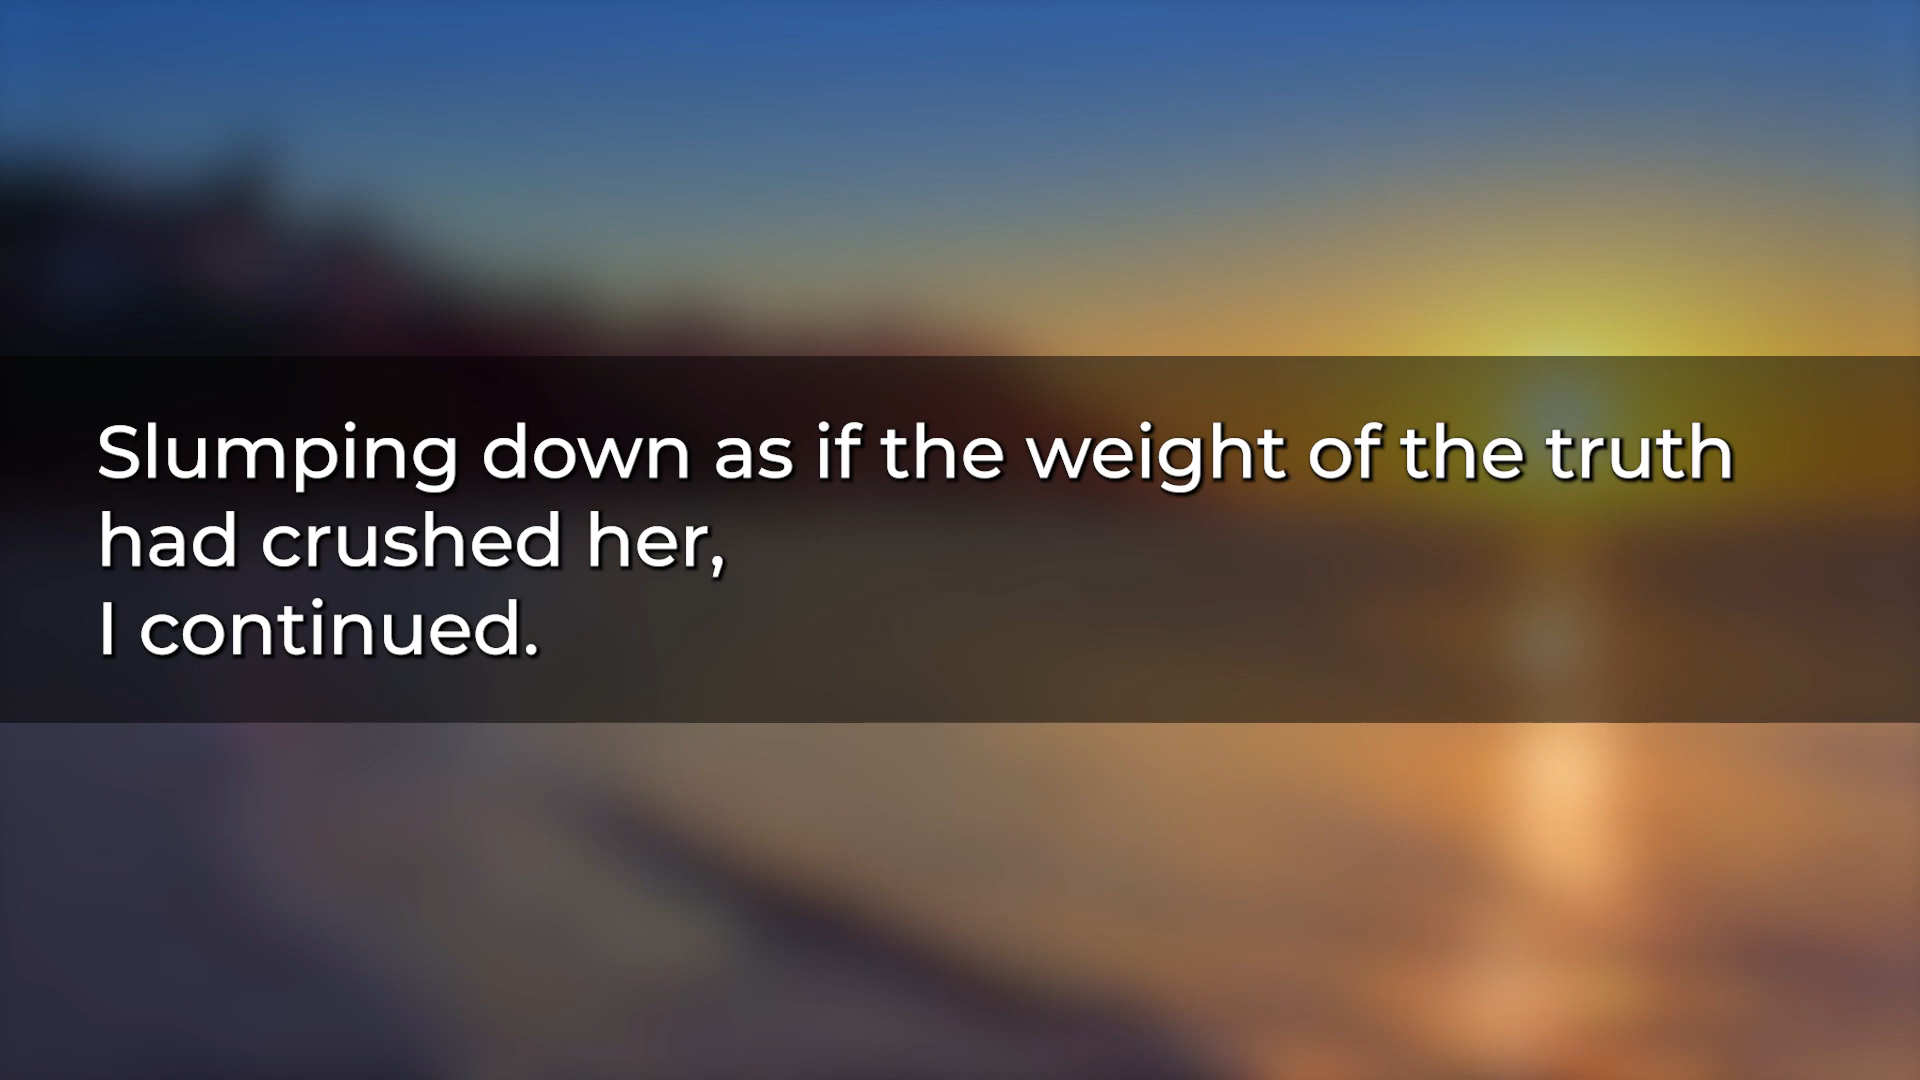 Slumping down as if the weight of the truth
had crushed her,
I continued.